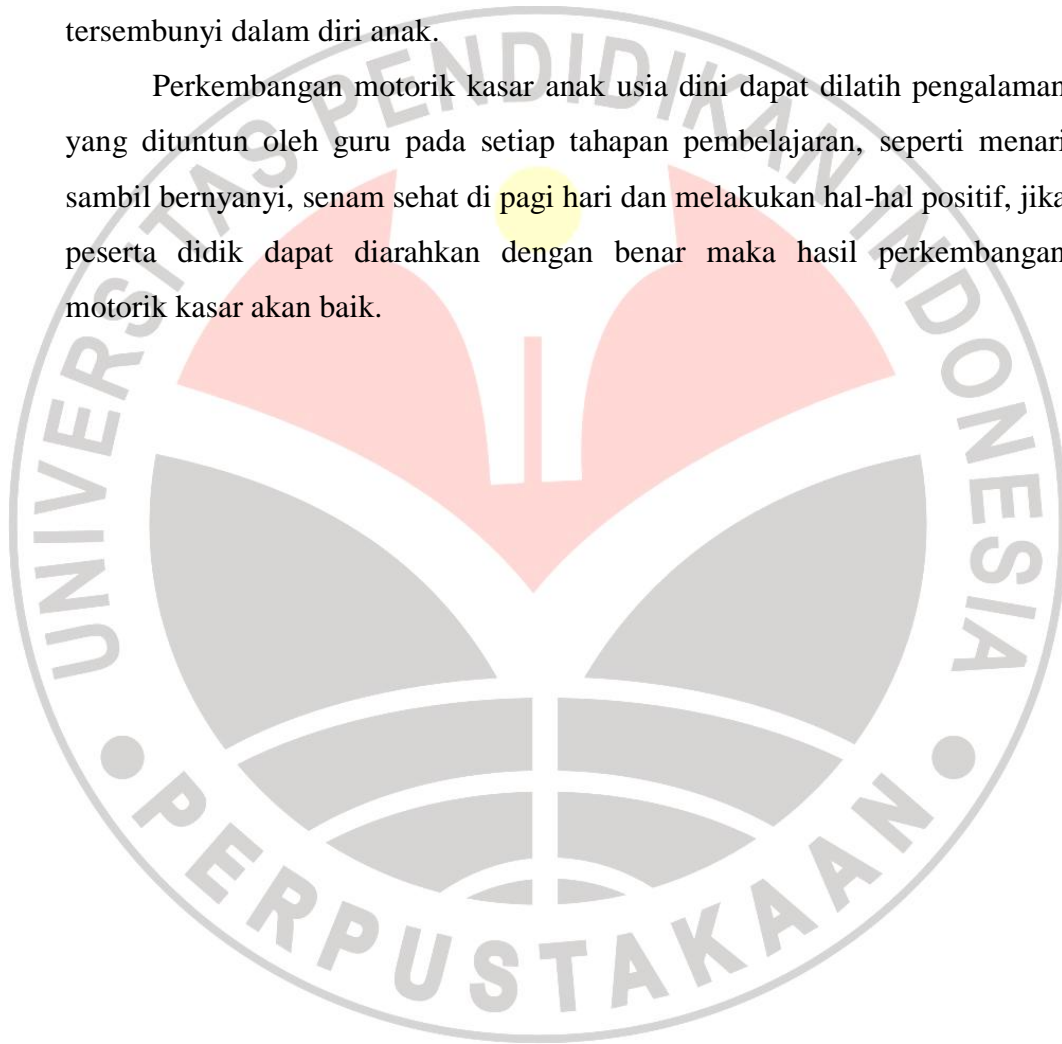 tersembunyi dalam diri anak.
Perkembangan motorik kasar anak usia dini dapat dilatih pengalaman
yang dituntun oleh guru pada setiap tahapan pembelajaran, seperti menari
sambil bernyanyi, senam sehat di pagi hari dan melakukan hal-hal positif, jika
peserta didik dapat diarahkan dengan benar maka hasil perkembangan
motorik kasar akan baik.
UNIVERSITAS PENDIDIKAN INDONESIA
PERPUSTAKAAN